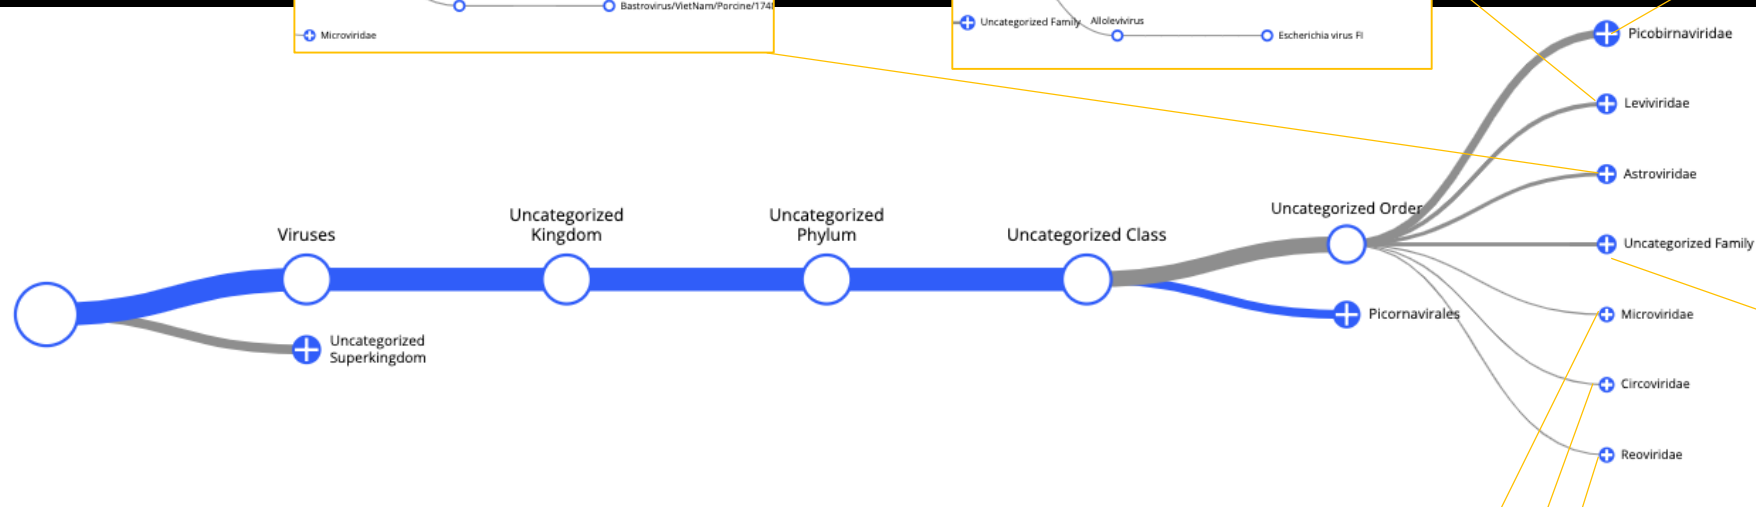 Bastrovirus/VietNam/Porcine/174
Microviridae
Uncategorized Family
Allolevivirus
Escherichia virus FI
Picobirnaviridae
Leviviridae
Astroviridae
Uncategorized Order
Uncategorized
Kingdom
Uncategorized
Phylum
Viruses
Uncategorized Class
Uncategorized Family
Picornavirales
Microviridae
Uncategorized
Superkingdom
Circoviridae
Reoviridae